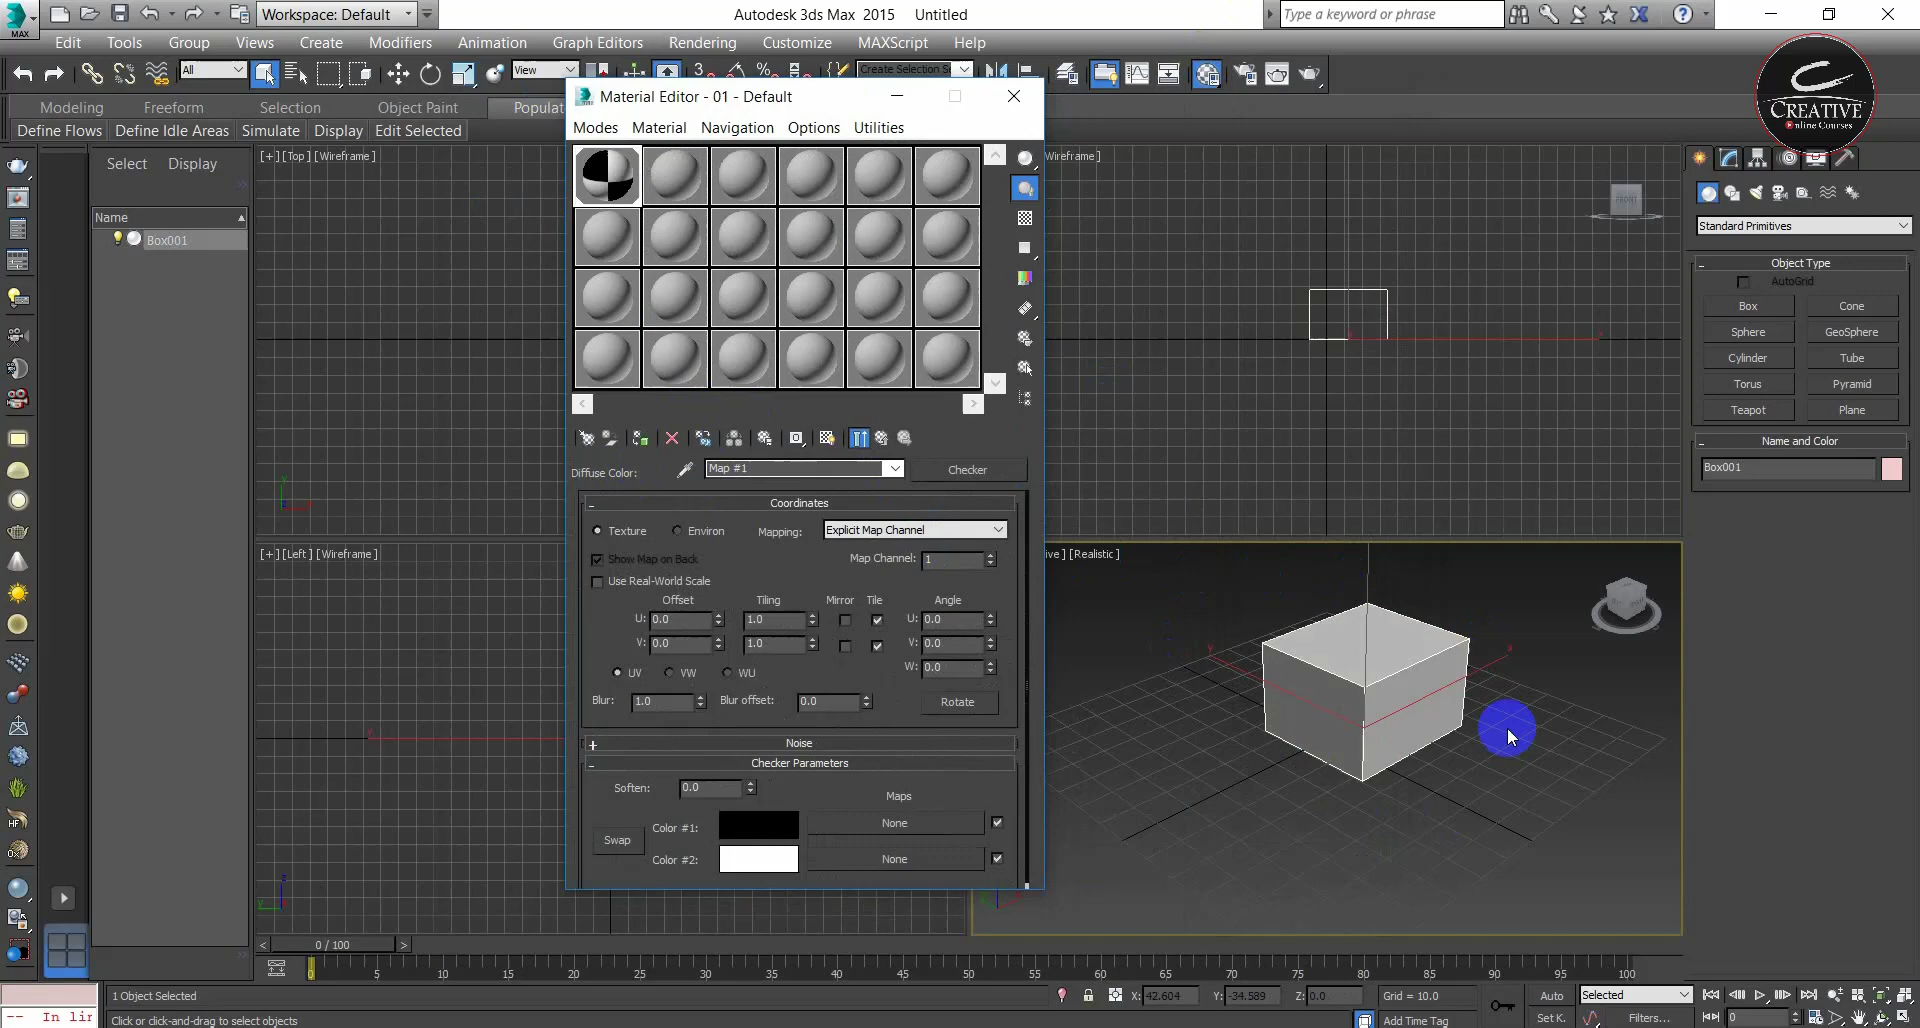 Workspace: Default
Autodesk 3ds Max 2015 Untitled
Type a keyword or phrase
MAX
Edit Tools Group Views Create Modifiers Animation Graph Editors Rendering Customize MAXScript Help
All
View
3
%
Create Selection Se
Modeling Freeform Selection Object Paint Populat
Define Flows Define Idle Areas Simulate Display Edit Selected
CREATIVE
Online Courses
Select Display
Name
Box001
[+] [Top] [Wireframe]
Wireframe]
FRONT
[+] [Left] [Wireframe]
ive] [Realistic]
Material Editor - 01 - Default
Modes Material Navigation Options Utilities
Diffuse Color: Map #1 Checker
Coordinates
Texture Environ Mapping: Explicit Map Channel
Show Map on Back Map Channel: 1
Use Real-World Scale
Offset Tiling Mirror Tile Angle
U: 0.0 1.0 U: 0.0
V: 0.0 1.0 V: 0.0
W: 0.0
UV VW WU
Blur: 1.0 Blur offset: 0.0 Rotate
Noise
Checker Parameters
Soften: 0.0
Maps
Color #1: None
Swap
Color #2: None
Standard Primitives
Object Type
AutoGrid
Box Cone
Sphere GeoSphere
Cylinder Tube
Torus Pyramid
Teapot Plane
Name and Color
Box001
0 / 100
0 5 10 15 20 25 30 35 40 45 50 55 60 65 70 75 80 85 90 95 100
1 Object Selected
X: 42.604 Y: -34.589 Z: 0.0 Grid = 10.0
Auto Selected
-- In lir
Click or click-and-drag to select objects
Add Time Tag
Set K. Filters...
0